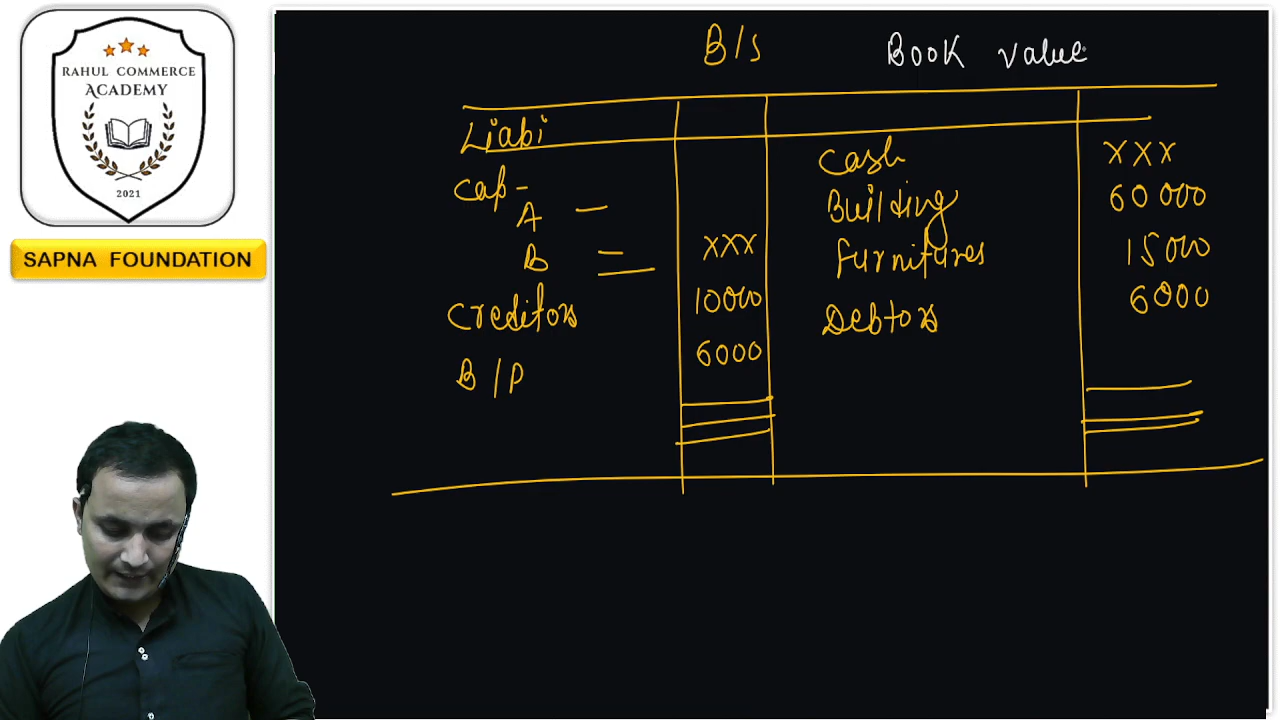 RAHUL COMMERCE
ACADEMY
2021
SAPNA FOUNDATION
B/S
Book value
Liabi
Cap -
A -
B -
xxx
Creditors 10000
B/P 6000
Cash xxx
Building 60000
Furnitures 15000
Debtors 6000